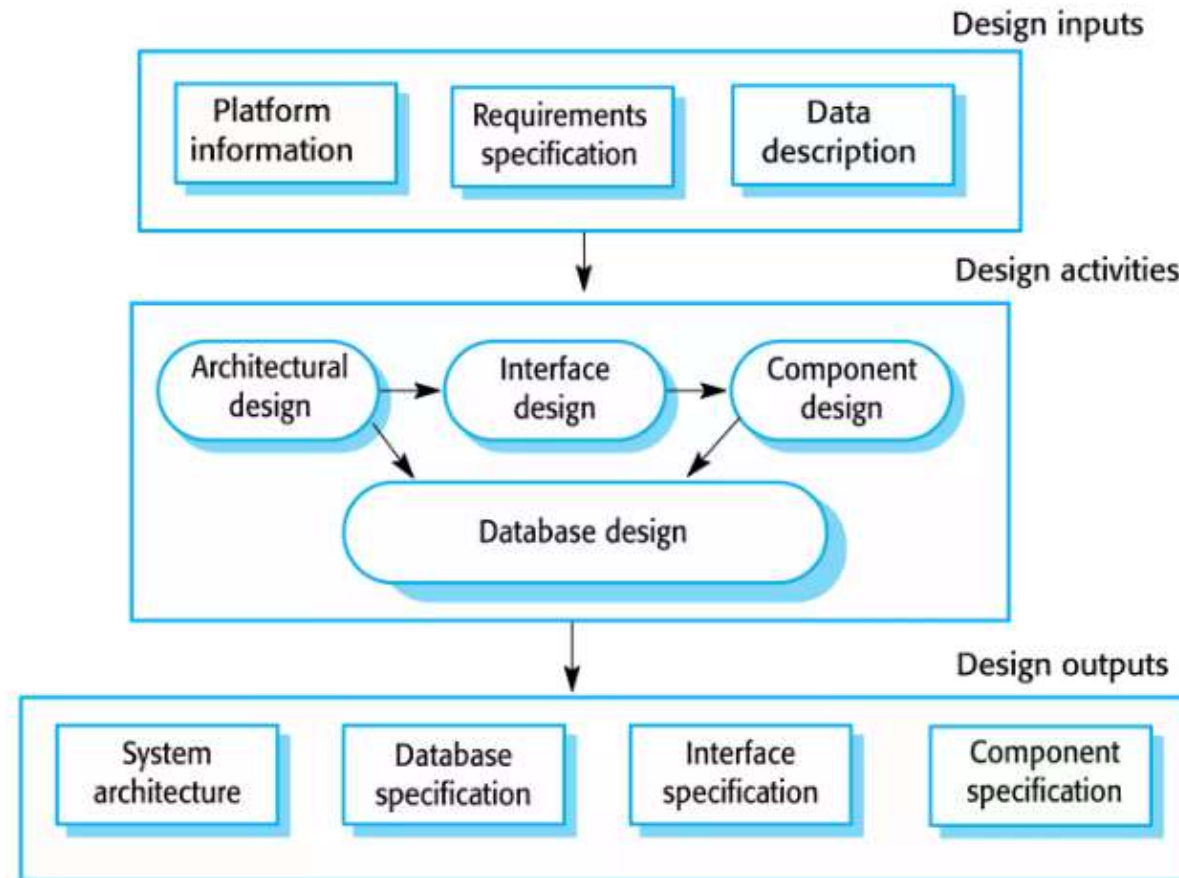 Design inputs
Platform
information
Requirements
specification
Data
description
Design activities
Architectural
design
Interface
design
Component
design
Database design
Design outputs
System
architecture
Database
specification
Interface
specification
Component
specification